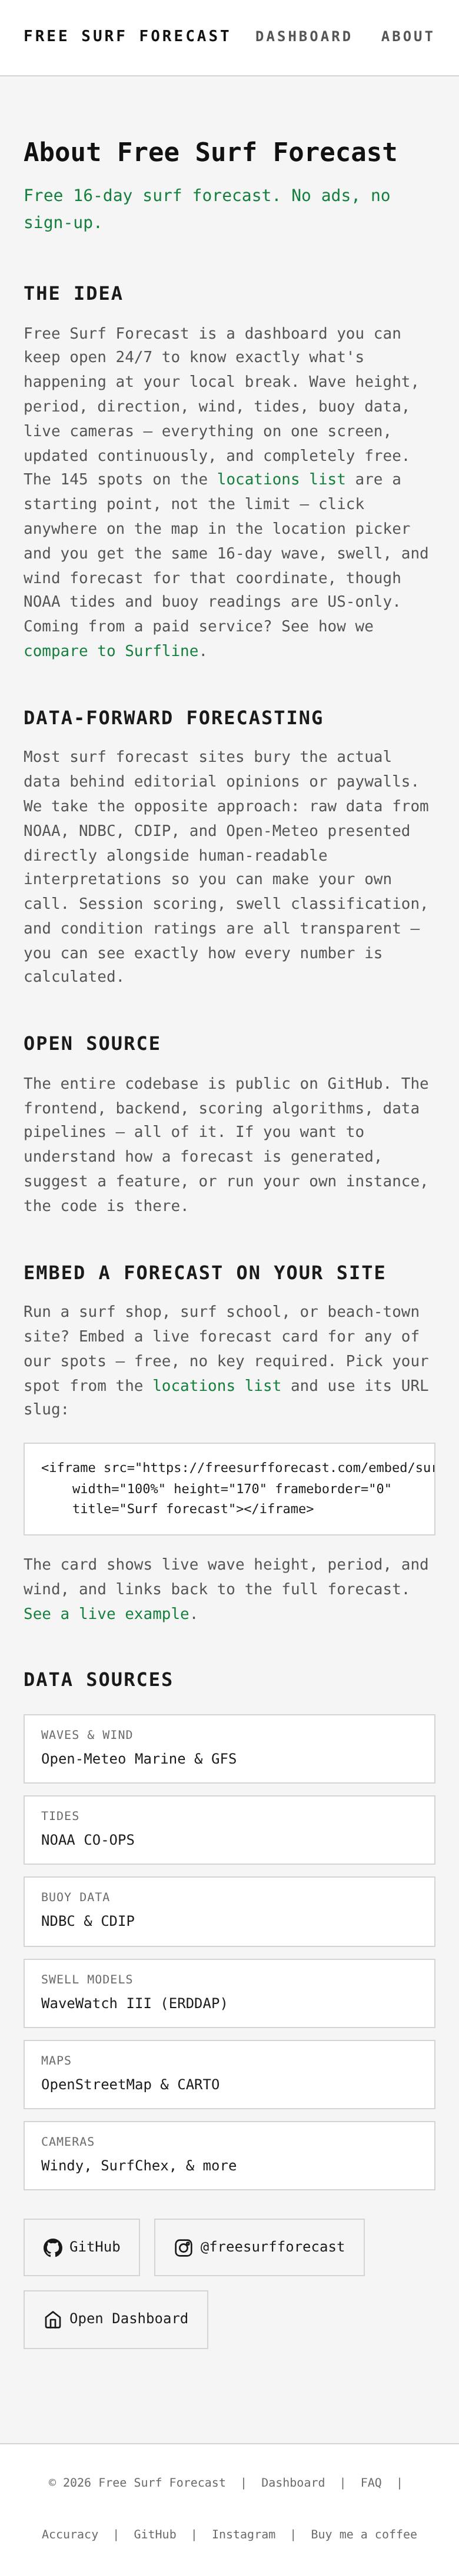 FREE SURF FORECAST DASHBOARD ABOUT
About Free Surf Forecast
Free 16-day surf forecast. No ads, no
sign-up.
THE IDEA
Free Surf Forecast is a dashboard you can
keep open 24/7 to know exactly what's
happening at your local break. Wave height,
period, direction, wind, tides, buoy data,
live cameras — everything on one screen,
updated continuously, and completely free.
The 145 spots on the locations list are a
starting point, not the limit — click
anywhere on the map in the location picker
and you get the same 16-day wave, swell, and
wind forecast for that coordinate, though
NOAA tides and buoy readings are US-only.
Coming from a paid service? See how we
compare to Surfline.
DATA-FORWARD FORECASTING
Most surf forecast sites bury the actual
data behind editorial opinions or paywalls.
We take the opposite approach: raw data from
NOAA, NDBC, CDIP, and Open-Meteo presented
directly alongside human-readable
interpretations so you can make your own
call. Session scoring, swell classification,
and condition ratings are all transparent —
you can see exactly how every number is
calculated.
OPEN SOURCE
The entire codebase is public on GitHub. The
frontend, backend, scoring algorithms, data
pipelines — all of it. If you want to
understand how a forecast is generated,
suggest a feature, or run your own instance,
the code is there.
EMBED A FORECAST ON YOUR SITE
Run a surf shop, surf school, or beach-town
site? Embed a live forecast card for any of
our spots — free, no key required. Pick your
spot from the locations list and use its URL
slug:
<iframe src="https://freesurfforecast.com/embed/sur
width="100%" height="170" frameborder="0"
title="Surf forecast"></iframe>
The card shows live wave height, period, and
wind, and links back to the full forecast.
See a live example.
DATA SOURCES
WAVES & WIND
Open-Meteo Marine & GFS
TIDES
NOAA CO-OPS
BUOY DATA
NDBC & CDIP
SWELL MODELS
WaveWatch III (ERDDAP)
MAPS
OpenStreetMap & CARTO
CAMERAS
Windy, SurfChex, & more
GitHub @freesurfforecast
Open Dashboard
© 2026 Free Surf Forecast | Dashboard | FAQ |
Accuracy | GitHub | Instagram | Buy me a coffee